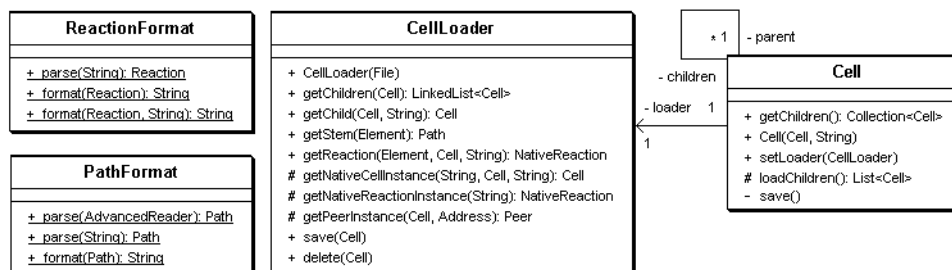 ReactionFormat
+ parse(String): Reaction
+ format(Reaction): String
+ format(Reaction, String): String
PathFormat
+ parse(AdvancedReader): Path
+ parse(String): Path
+ format(Path): String
CellLoader
+ CellLoader(File)
+ getChildren(Cell): LinkedList<Cell>
+ getChild(Cell, String): Cell
+ getStem(Element): Path
+ getReaction(Element, Cell, String): NativeReaction
# getNativeCellInstance(String, Cell, String): Cell
# getNativeReactionInstance(String): NativeReaction
# getPeerInstance(Cell, Address): Peer
+ save(Cell)
+ delete(Cell)
* 1 - parent
- children
- loader 1
1
Cell
+ getChildren(): Collection<Cell>
+ Cell(Cell, String)
+ setLoader(CellLoader)
# loadChildren(): List<Cell>
- save()